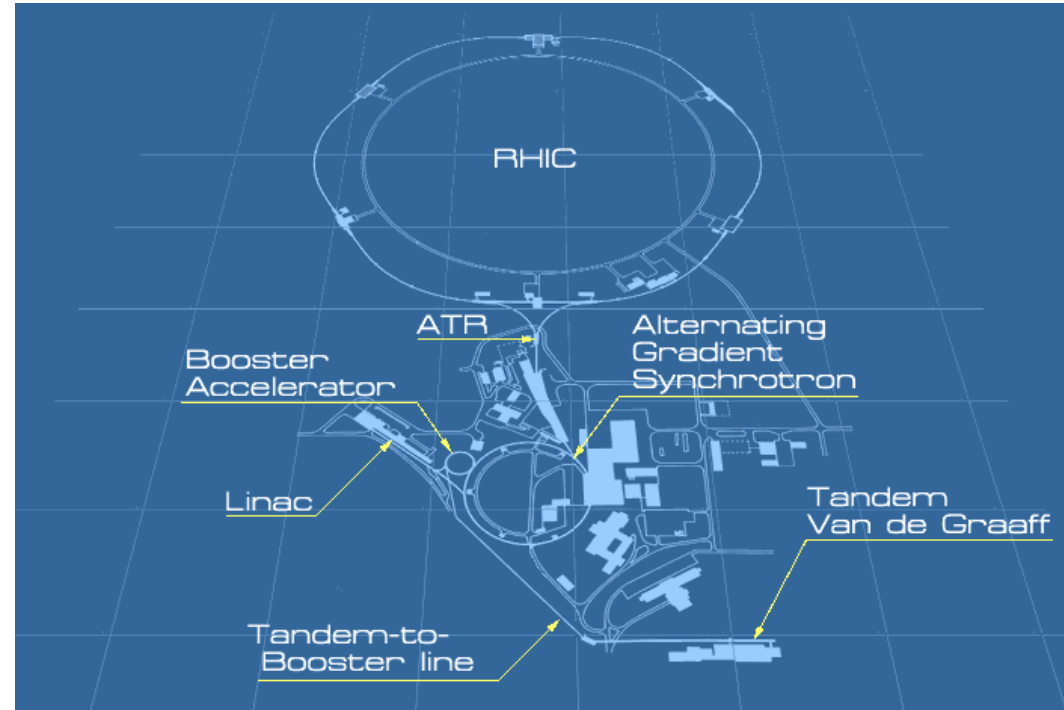 RHIC
ATR
Alternating
Gradient
Synchrotron
Booster
Accelerator
Linac
Tandem
Van de Graaff
Tandem-to-
Booster line